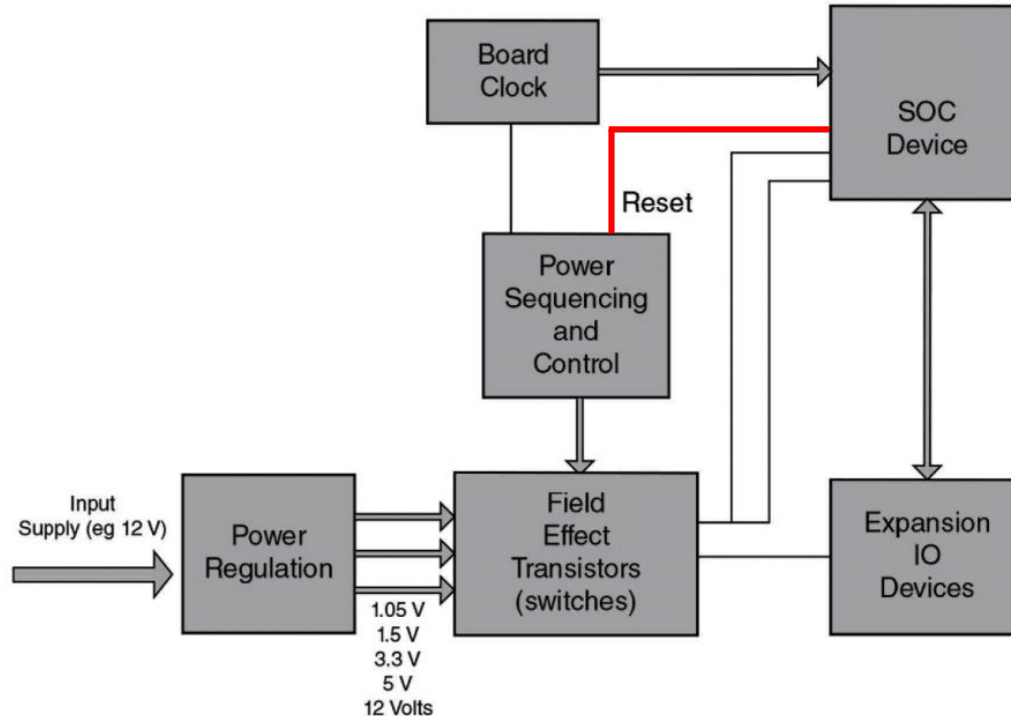 Board
Clock
SOC
Device
Reset
Power
Sequencing
and
Control
Input
Supply (eg 12 V)
Power
Regulation
1.05 V
1.5 V
3.3 V
5 V
12 Volts
Field
Effect
Transistors
(switches)
Expansion
IO
Devices